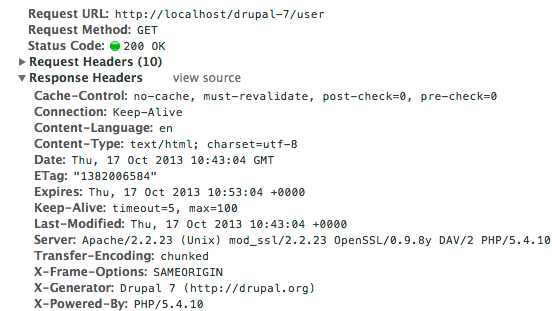 Request URL: http://localhost/drupal-7/user
Request Method: GET
Status Code: 200 OK
Request Headers (10)
Response Headers view source
Cache-Control: no-cache, must-revalidate, post-check=0, pre-check=0
Connection: Keep-Alive
Content-Language: en
Content-Type: text/html; charset=utf-8
Date: Thu, 17 Oct 2013 10:43:04 GMT
ETag: "1382006584"
Expires: Thu, 17 Oct 2013 10:53:04 +0000
Keep-Alive: timeout=5, max=100
Last-Modified: Thu, 17 Oct 2013 10:43:04 +0000
Server: Apache/2.2.23 (Unix) mod_ssl/2.2.23 OpenSSL/0.9.8y DAV/2 PHP/5.4.10
Transfer-Encoding: chunked
X-Frame-Options: SAMEORIGIN
X-Generator: Drupal 7 (http://drupal.org)
X-Powered-By: PHP/5.4.10